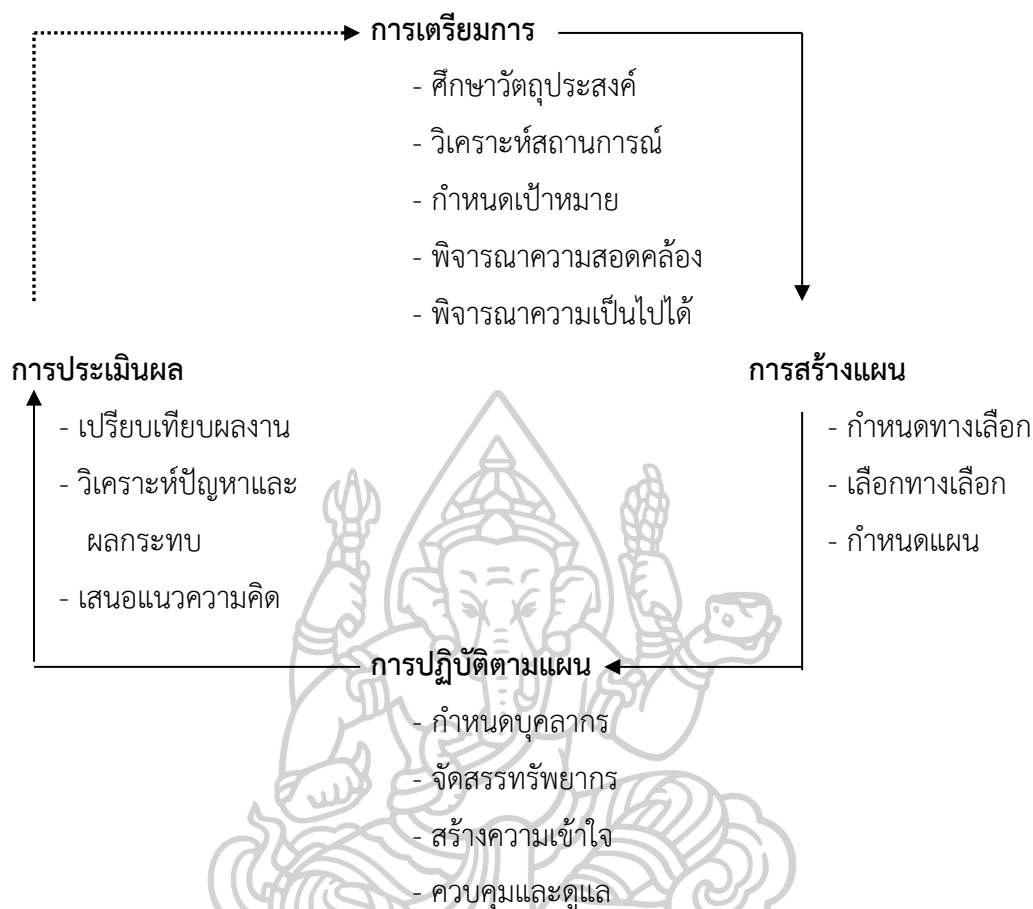 การเตรียมการ
- ศึกษาวัตถุประสงค์
- วิเคราะห์สถานการณ์
- กำหนดเป้าหมาย
- พิจารณาความสอดคล้อง
- พิจารณาความเป็นไปได้
การประเมินผล
- เปรียบเทียบผลงาน
- วิเคราะห์ปัญหาและ
ผลกระทบ
- เสนอแนวความคิด
การสร้างแผน
- กำหนดทางเลือก
- เลือกทางเลือก
- กำหนดแผน
การปฏิบัติตามแผน
- กำหนดบุคลากร
- จัดสรรทรัพยากร
- สร้างความเข้าใจ
- ควบคุมและดูแล